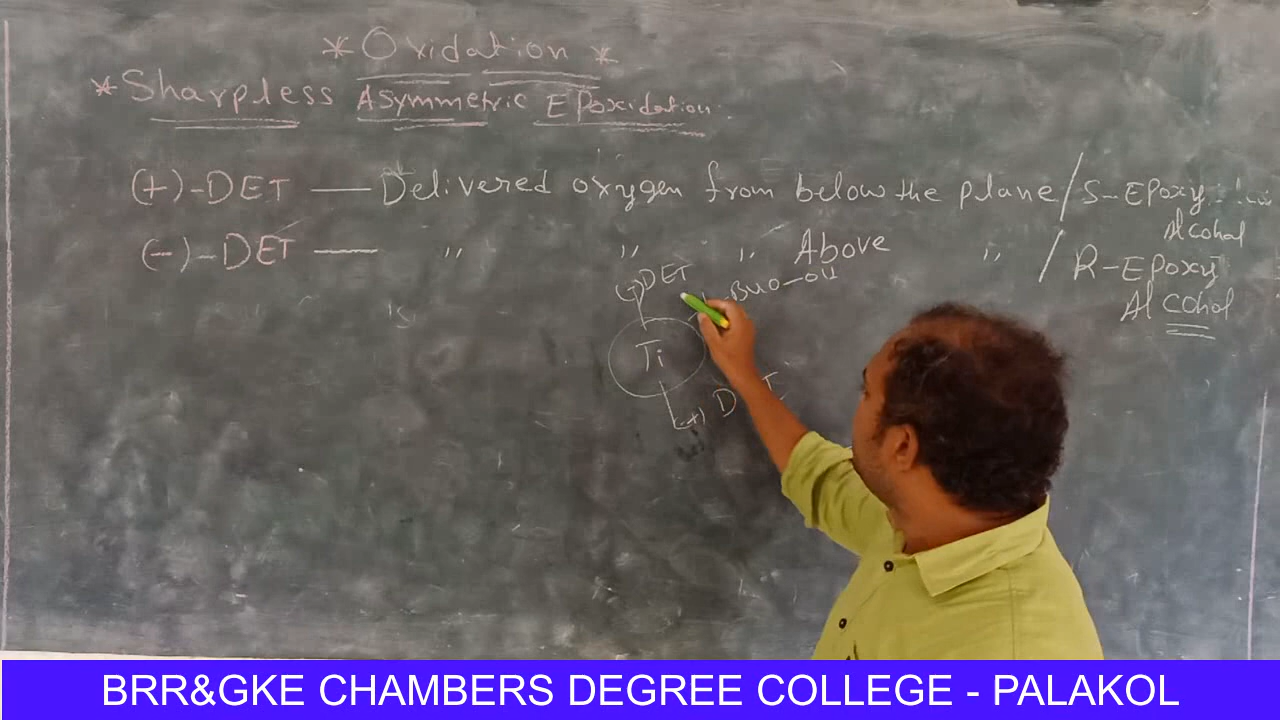 * Oxidation *
* Sharpless Asymmetric EPoxidation
(+)-DET — Delivered oxygen from below the plane / S-EPoxy
Alcohal
(-)-DET — ,, ,, ,, Above ,, / R-EPoxy
Alcohol
(-) DET
BuO-OH
Ti
(+) DET
BRR&GKE CHAMBERS DEGREE COLLEGE - PALAKOL